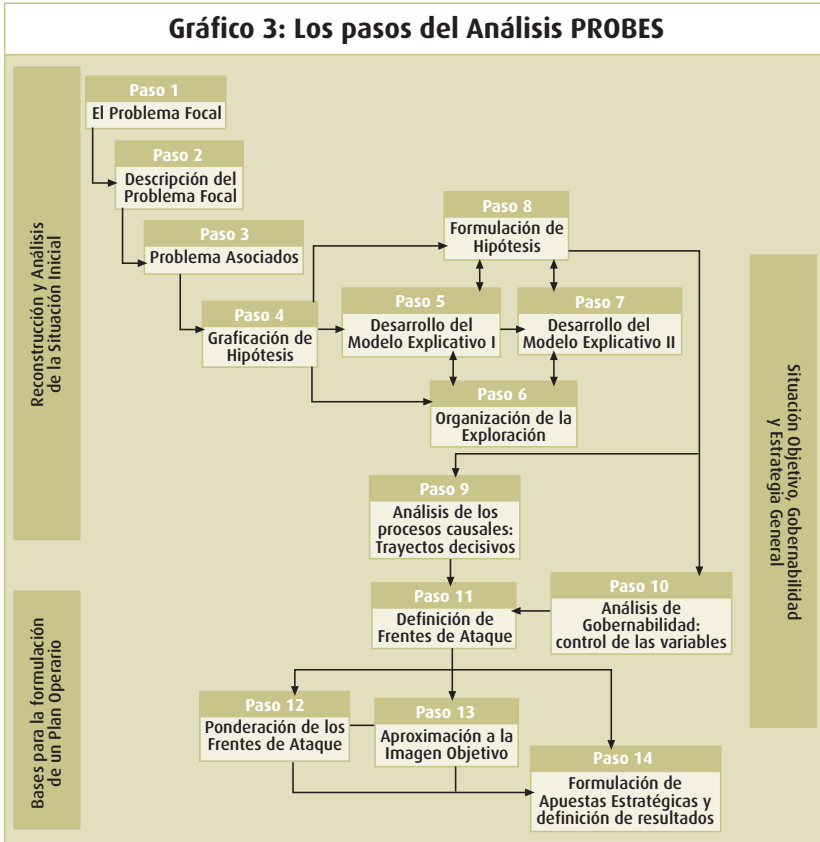 Gráfico 3: Los pasos del Análisis PROBES
Reconstrucción y Análisis
de la Situación Inicial
Paso 1
El Problema Focal
Paso 2
Descripción del
Problema Focal
Paso 3
Problema Asociados
Paso 4
Graficación de
Hipótesis
Paso 8
Formulación de
Hipótesis
Paso 5
Desarrollo del
Modelo Explicativo I
Paso 7
Desarrollo del
Modelo Explicativo II
Paso 6
Organización de la
Exploración
Situación Objetivo, Gobernabilidad
y Estrategia General
Paso 9
Análisis de los
procesos causales:
Trayectos decisivos
Paso 10
Análisis de
Gobernabilidad:
control de las variables
Paso 11
Definición de
Frentes de Ataque
Bases para la formulación
de un Plan Operario
Paso 12
Ponderación de los
Frentes de Ataque
Paso 13
Aproximación a la
Imagen Objetivo
Paso 14
Formulación de
Apuestas Estratégicas y
definición de resultados